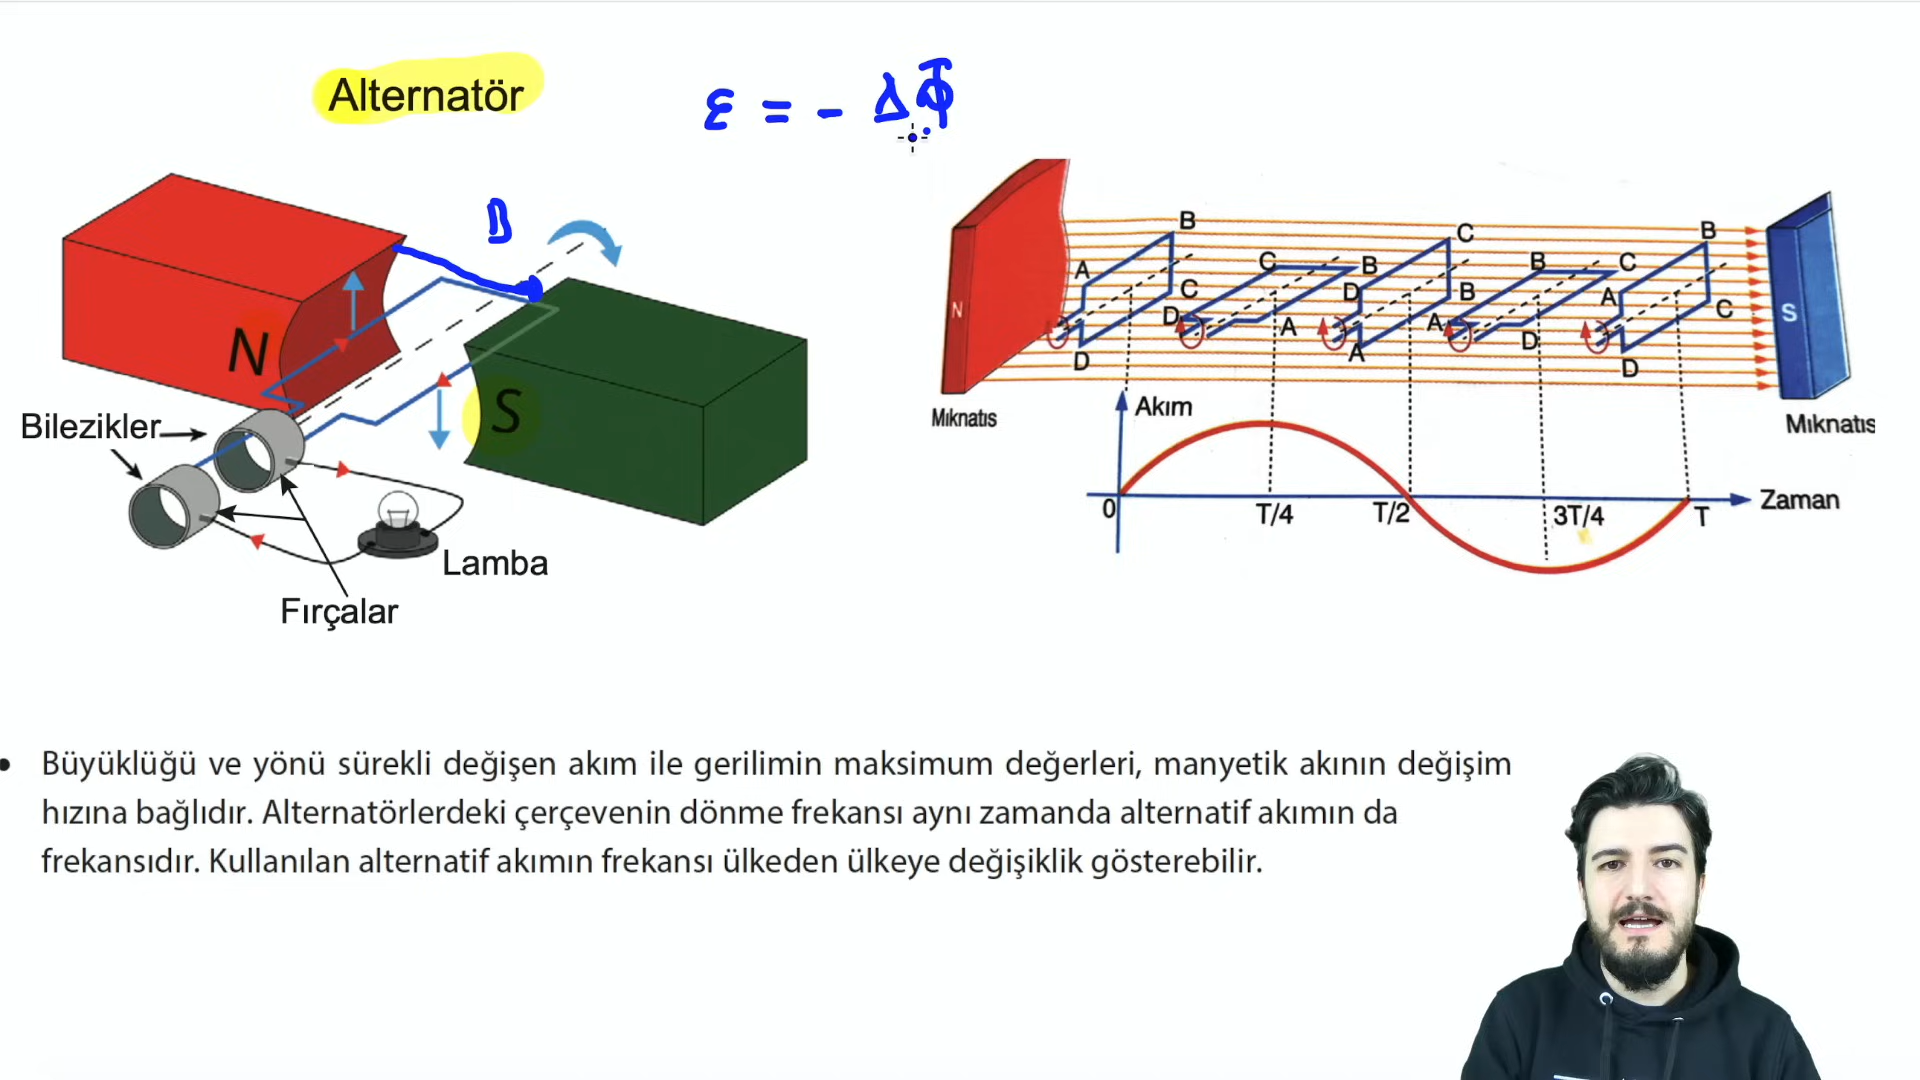 Alternatör
ε = - ΔΦ
B
N
S
Bilezikler
Lamba
Fırçalar
B
C
B
A
C
B
B
C
C
D
B
A
C
D
A
A
D
N
S
D
A
D
Mıknatıs
Akım
Mıknatıs
0
T/4
T/2
3T/4
T
Zaman
• Büyüklüğü ve yönü sürekli değişen akım ile gerilimin maksimum değerleri, manyetik akının değişim
hızına bağlıdır. Alternatörlerdeki çerçevenin dönme frekansı aynı zamanda alternatif akımın da
frekansıdır. Kullanılan alternatif akımın frekansı ülkeden ülkeye değişiklik gösterebilir.